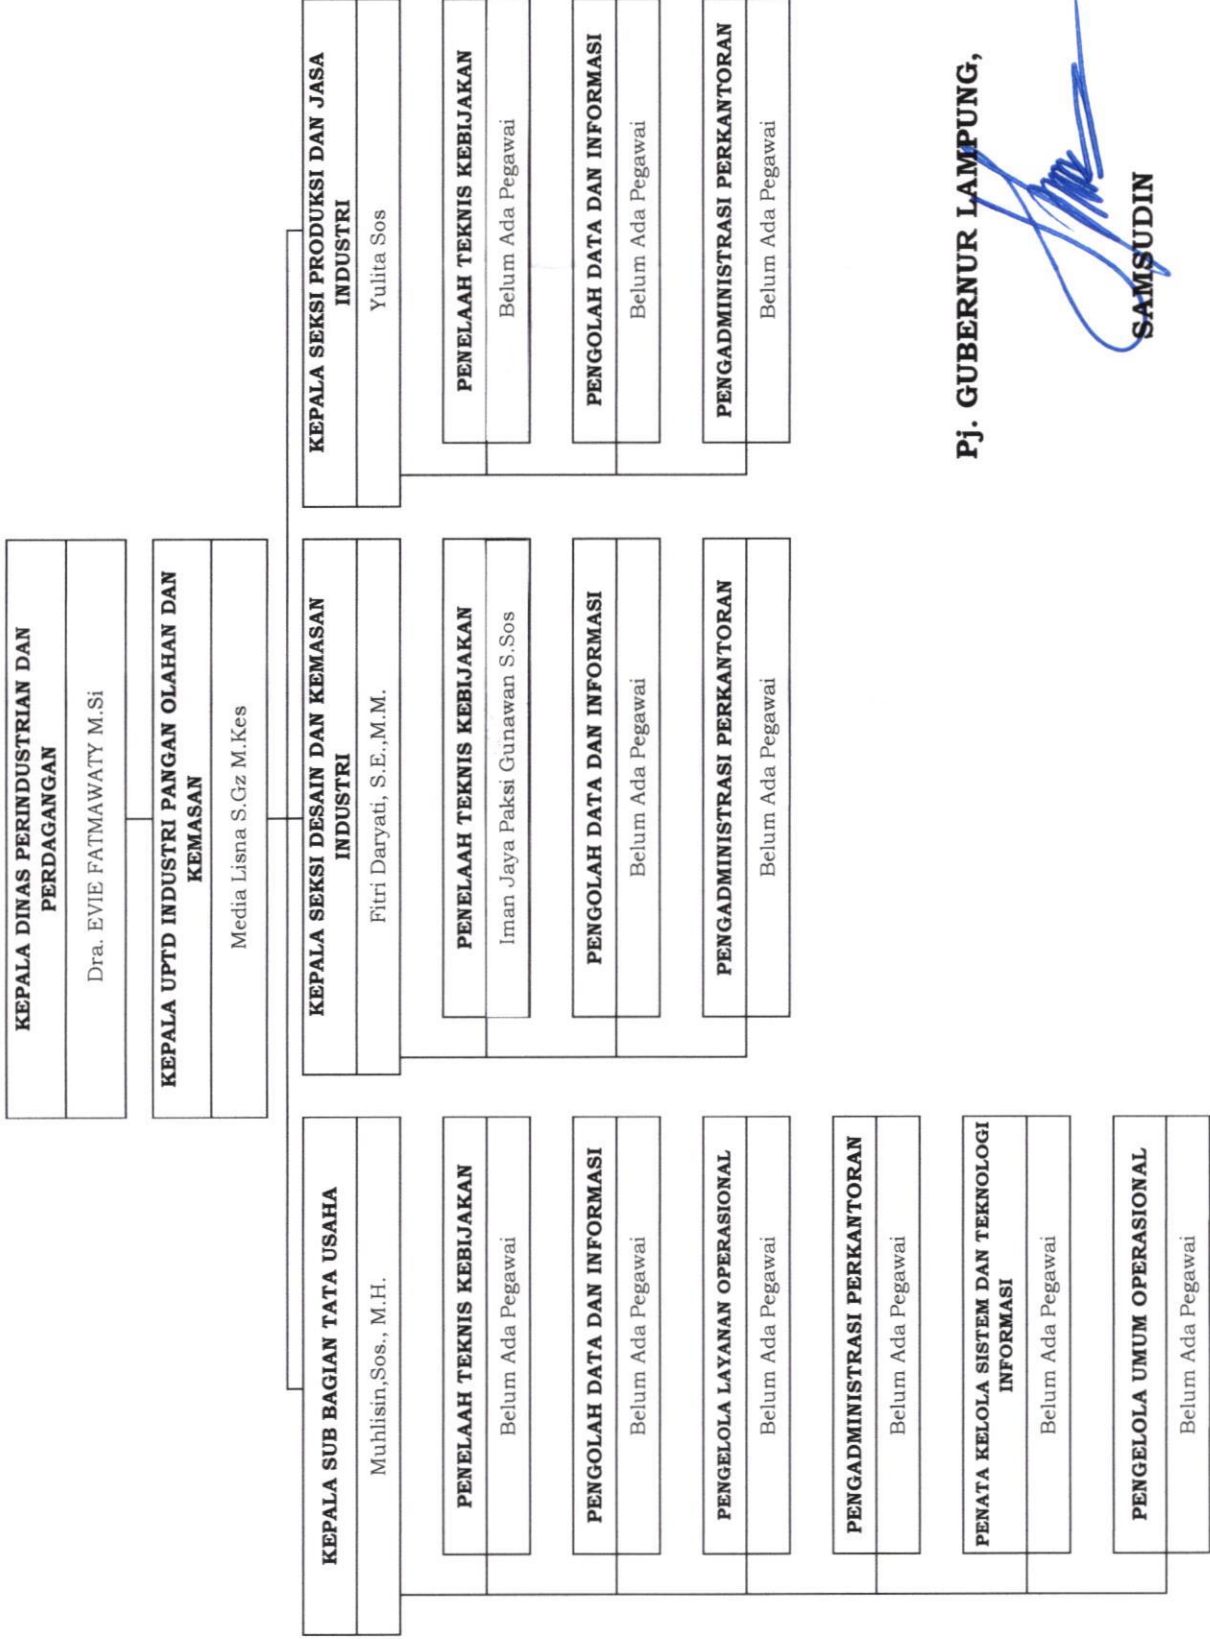 KEPALA DINAS PERINDUSTRIAN DAN
PERDAGANGAN
Dra. EVIE FATMAWATY M.Si
KEPALA UPTD INDUSTRI PANGAN OLAHAN DAN
KEMASAN
Media Lisna S.Gz M.Kes
KEPALA SUB BAGIAN TATA USAHA
Muhlisin,Sos., M.H.
PENELAAH TEKNIS KEBIJAKAN
Belum Ada Pegawai
PENGOLAH DATA DAN INFORMASI
Belum Ada Pegawai
PENGELOLA LAYANAN OPERASIONAL
Belum Ada Pegawai
PENGADMINISTRASI PERKANTORAN
Belum Ada Pegawai
PENATA KELOLA SISTEM DAN TEKNOLOGI
INFORMASI
Belum Ada Pegawai
PENGELOLA UMUM OPERASIONAL
Belum Ada Pegawai
KEPALA SEKSI DESAIN DAN KEMASAN
INDUSTRI
Fitri Daryati, S.E.,M.M.
PENELAAH TEKNIS KEBIJAKAN
Iman Jaya Paksi Gunawan S.Sos
PENGOLAH DATA DAN INFORMASI
Belum Ada Pegawai
PENGADMINISTRASI PERKANTORAN
Belum Ada Pegawai
KEPALA SEKSI PRODUKSI DAN JASA
INDUSTRI
Yulita Sos
PENELAAH TEKNIS KEBIJAKAN
Belum Ada Pegawai
PENGOLAH DATA DAN INFORMASI
Belum Ada Pegawai
PENGADMINISTRASI PERKANTORAN
Belum Ada Pegawai
Pj. GUBERNUR LAMPUNG,
SAMSUDIN